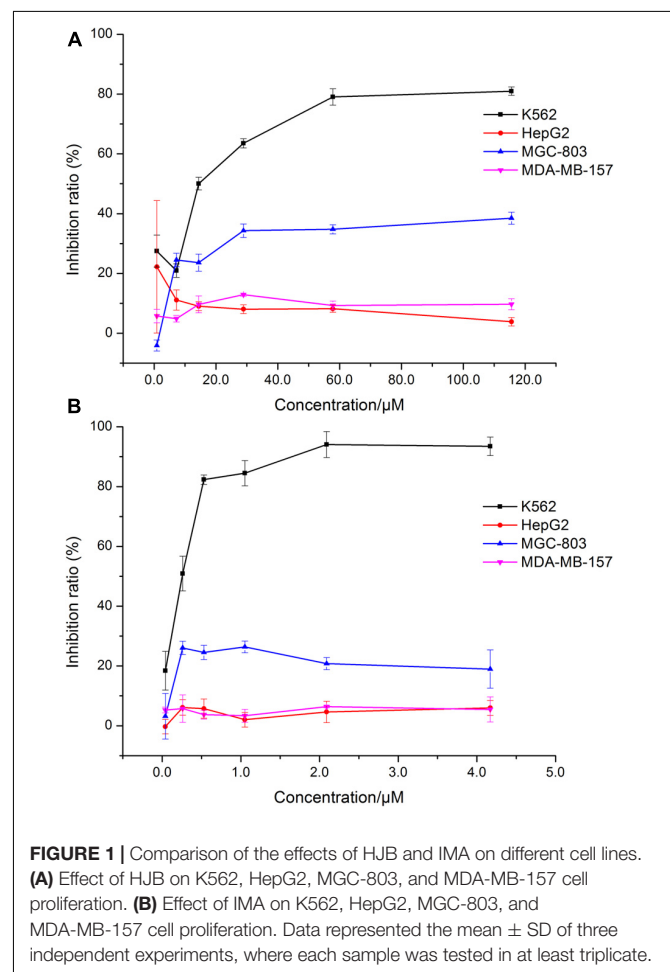 A
100
80
60
40
20
0
Inhibition ratio (%)
K562
HepG2
MGC-803
MDA-MB-157
0.0 20.0 40.0 60.0 80.0 100.0 120.0
Concentration/μM
B
100
80
60
40
20
0
Inhibition ratio (%)
K562
HepG2
MGC-803
MDA-MB-157
0.0 1.0 2.0 3.0 4.0 5.0
Concentration/μM
FIGURE 1 | Comparison of the effects of HJB and IMA on different cell lines.
(A) Effect of HJB on K562, HepG2, MGC-803, and MDA-MB-157 cell
proliferation. (B) Effect of IMA on K562, HepG2, MGC-803, and
MDA-MB-157 cell proliferation. Data represented the mean ± SD of three
independent experiments, where each sample was tested in at least triplicate.